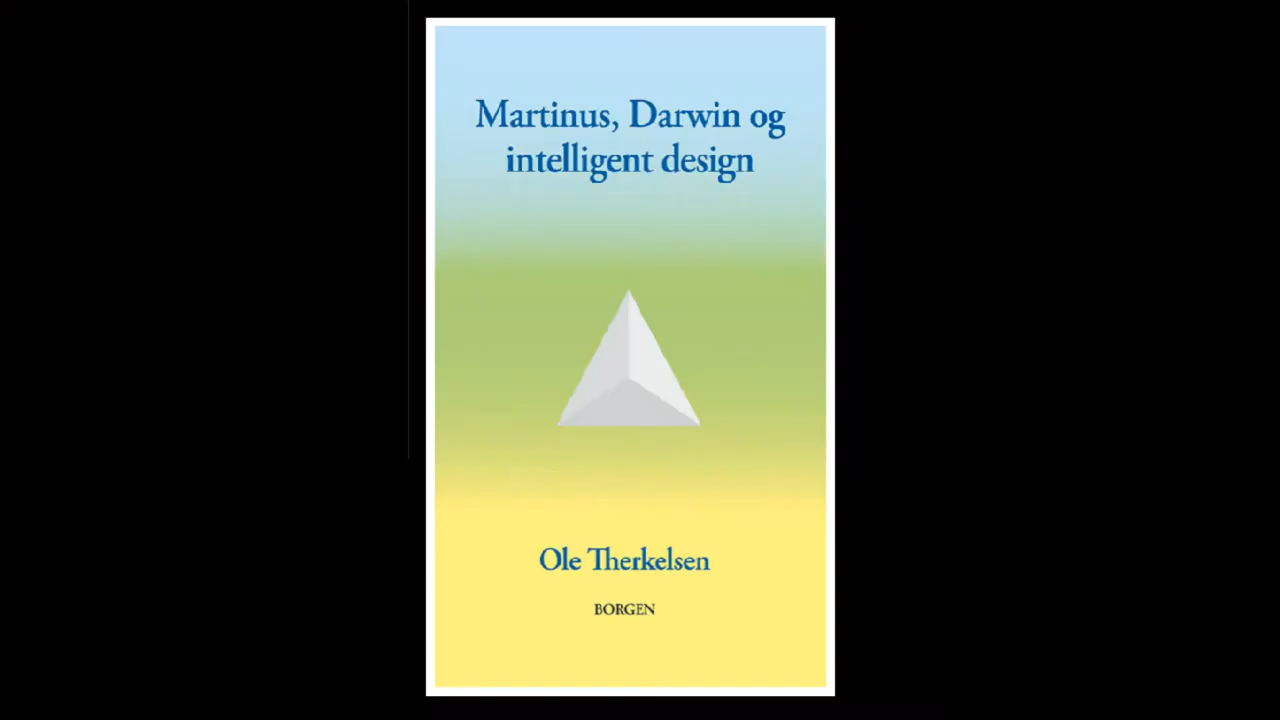 Martinus, Darwin og
intelligent design
Ole Therkelsen
BORGEN